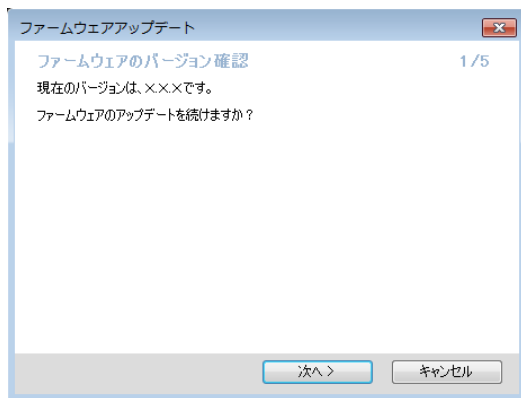 ファームウェアアップデート
ファームウェアのバージョン確認 1/5
現在のバージョンは、×.×.×です。
ファームウェアのアップデートを続けますか？
次へ > キャンセル